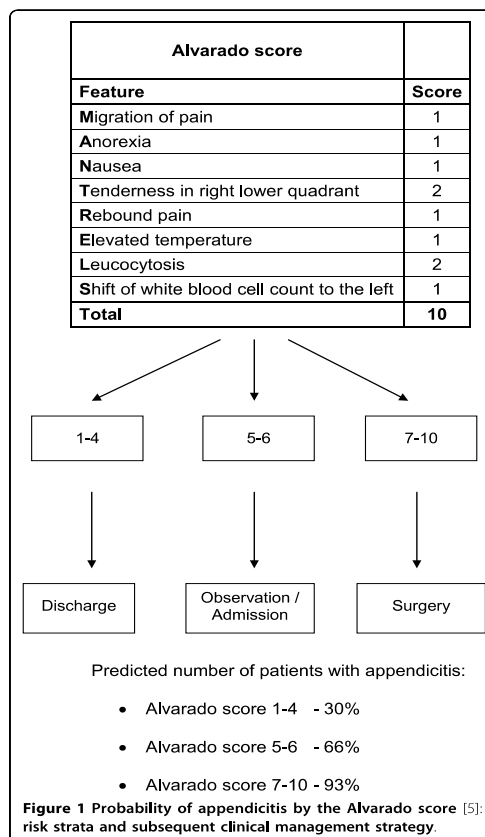 Alvarado score
Feature Score
Migration of pain 1
Anorexia 1
Nausea 1
Tenderness in right lower quadrant 2
Rebound pain 1
Elevated temperature 1
Leucocytosis 2
Shift of white blood cell count to the left 1
Total 10
1-4 5-6 7-10
Discharge Observation / Admission Surgery
Predicted number of patients with appendicitis:
• Alvarado score 1-4 - 30%
• Alvarado score 5-6 - 66%
• Alvarado score 7-10 - 93%
Figure 1 Probability of appendicitis by the Alvarado score [5]:
risk strata and subsequent clinical management strategy.